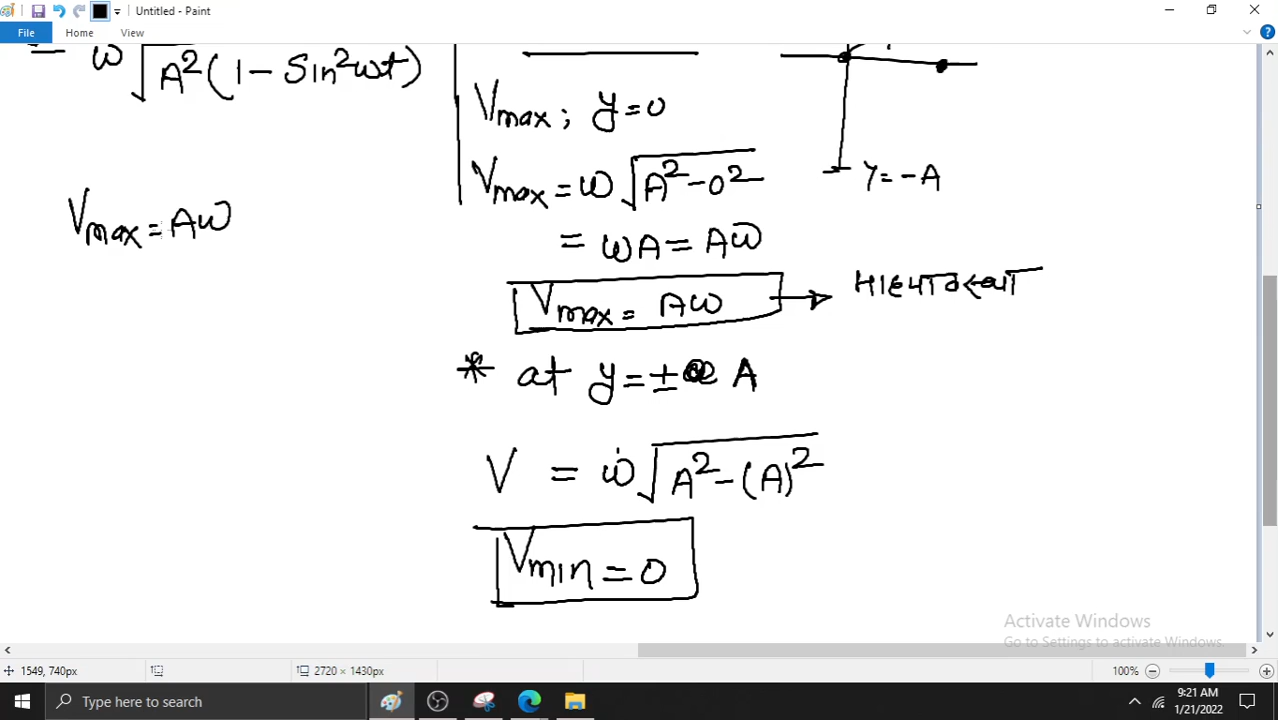 Untitled - Paint
File Home View
= ω√A²(1 - Sin²ωt)
Vmax = Aω
Vmax; y = 0
Vmax = ω√A² - 0²
= ωA = Aω
Vmax = Aω →
* at y = ± A
V = ω√A² - (A)²
Vmin = 0
y = -A
Activate Windows
Go to Settings to activate Windows.
1549, 740px 2720 × 1430px 100%
Type here to search
9:21 AM
1/21/2022